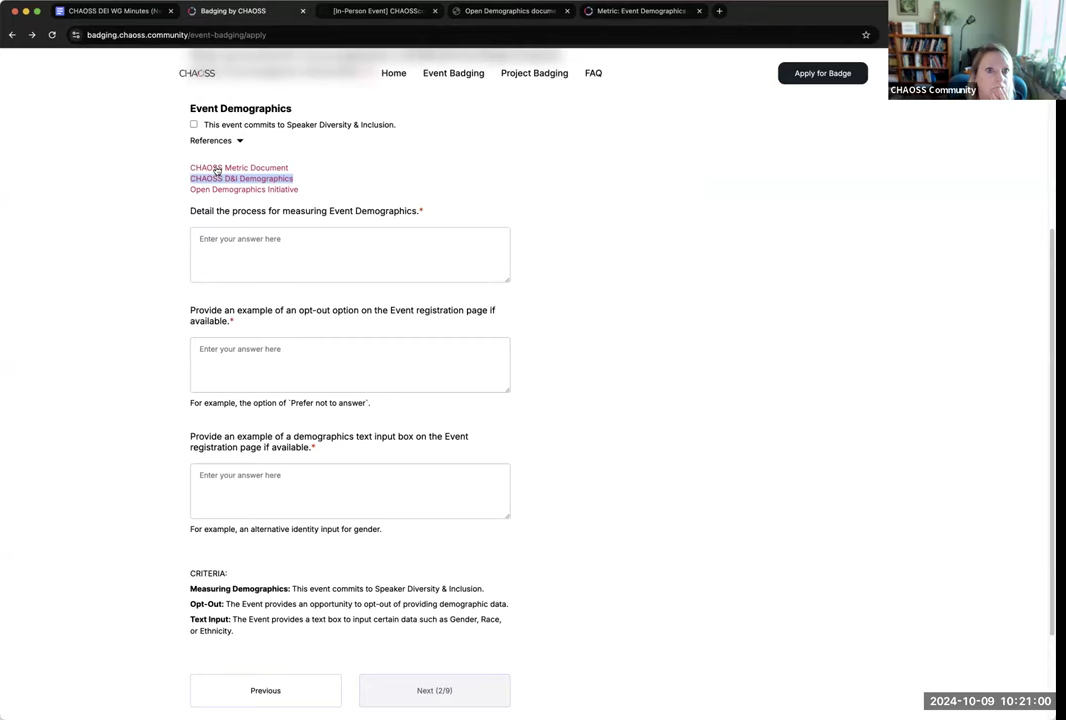 CHAOSS DEI WG Minutes (Ne
Badging by CHAOSS
[In-Person Event] CHAOSSco
Open Demographics docume
Metric: Event Demographics
badging.chaoss.community/event-badging/apply
CHAOSS Community
CHAOSS
Home
Event Badging
Project Badging
FAQ
Apply for Badge
Event Demographics
This event commits to Speaker Diversity & Inclusion.
References
CHAOSS Metric Document
CHAOSS D&I Demographics
Open Demographics Initiative
Detail the process for measuring Event Demographics.*
Enter your answer here
Provide an example of an opt-out option on the Event registration page if
available.*
Enter your answer here
For example, the option of `Prefer not to answer`.
Provide an example of a demographics text input box on the Event
registration page if available.*
Enter your answer here
For example, an alternative identity input for gender.
CRITERIA:
Measuring Demographics: This event commits to Speaker Diversity & Inclusion.
Opt-Out: The Event provides an opportunity to opt-out of providing demographic data.
Text Input: The Event provides a text box to input certain data such as Gender, Race,
or Ethnicity.
Previous
Next (2/9)
2024-10-09 10:21:00